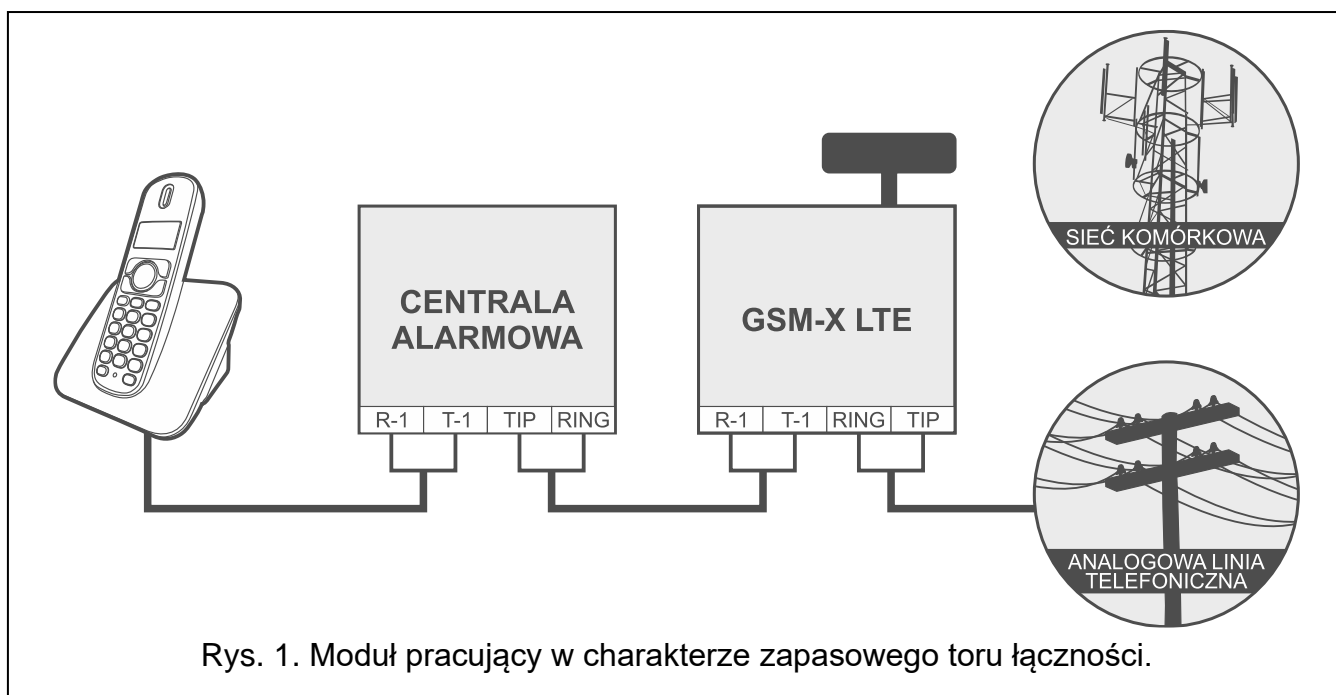 CENTRALA
ALARMOWA
R-1 T-1 TIP RING
GSM-X LTE
R-1 T-1 RING TIP
SIEĆ KOMÓRKOWA
ANALOGOWA LINIA
TELEFONICZNA
Rys. 1. Moduł pracujący w charakterze zapasowego toru łączności.